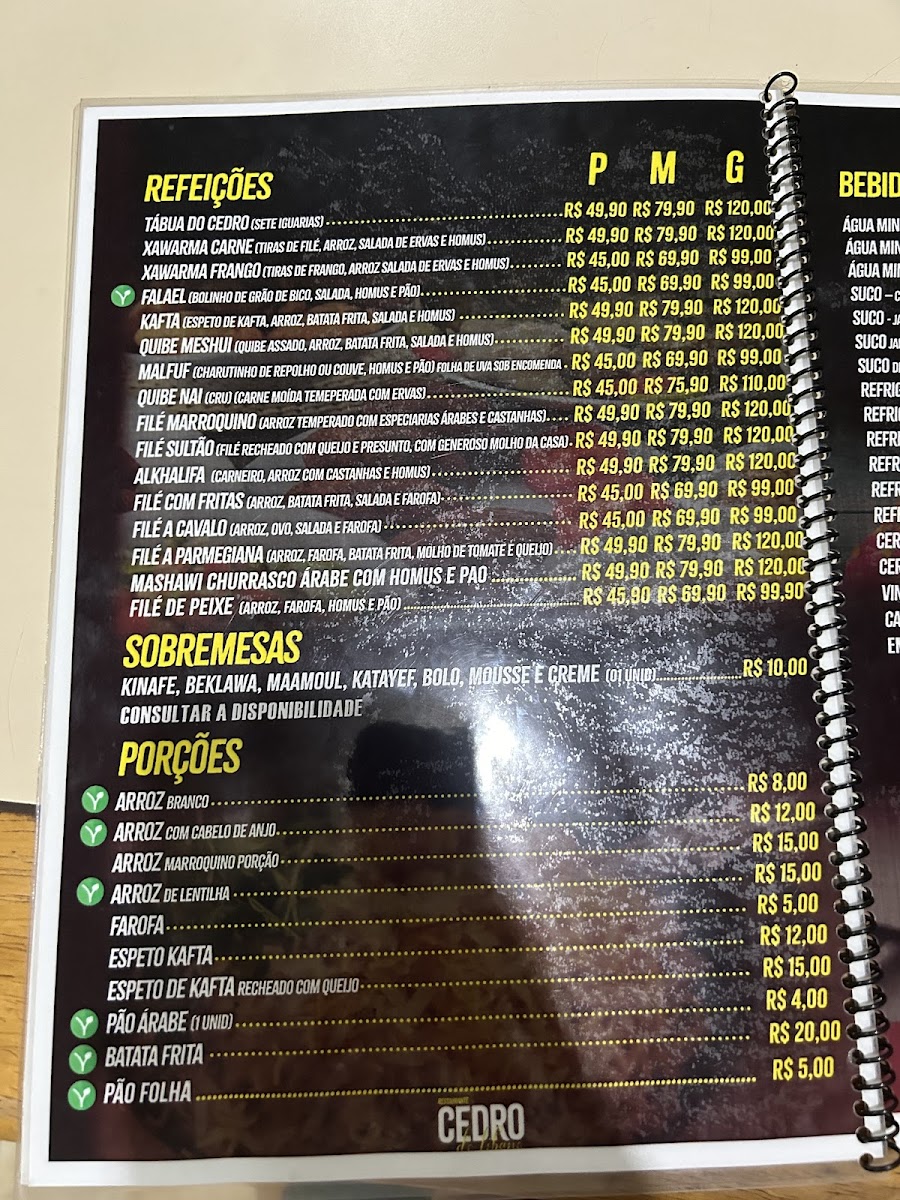 REFEIÇÕES P M G
TÁBUA DO CEDRO (SETE IGUARIAS) R$ 49,90 R$ 79,90 R$ 120,00
XAWARMA CARNE (TIRAS DE FILÉ, ARROZ, SALADA DE ERVAS E HOMUS) R$ 49,90 R$ 79,90 R$ 120,00
XAWARMA FRANGO (TIRAS DE FRANGO, ARROZ SALADA DE ERVAS E HOMUS) R$ 45,00 R$ 69,90 R$ 99,00
FALAEL (BOLINHO DE GRÃO DE BICO, SALADA, HOMUS E PÃO) R$ 45,00 R$ 69,90 R$ 99,00
KAFTA (ESPETO DE KAFTA, ARROZ, BATATA FRITA, SALADA E HOMUS) R$ 49,90 R$ 79,90 R$ 120,00
QUIBE MESHUI (QUIBE ASSADO, ARROZ, BATATA FRITA, SALADA E HOMUS) R$ 49,90 R$ 79,90 R$ 120,00
MALFUF (CHARUTINHO DE REPOLHO OU COUVE, HOMUS E PÃO) FOLHA DE UVA SOB ENCOMENDA R$ 45,00 R$ 69,90 R$ 99,00
QUIBE NAI (CRU) (CARNE MOÍDA TEMEPERADA COM ERVAS) R$ 45,00 R$ 75,90 R$ 110,00
FILÉ MARROQUINO (ARROZ TEMPERADO COM ESPECIARIAS ÁRABES E CASTANHAS) R$ 49,90 R$ 79,90 R$ 120,00
FILÉ SULTÃO (FILÉ RECHEADO COM QUEIJO E PRESUNTO, COM GENEROSO MOLHO DA CASA) R$ 49,90 R$ 79,90 R$ 120,00
ALKHALIFA (CARNEIRO, ARROZ COM CASTANHAS E HOMUS) R$ 49,90 R$ 79,90 R$ 120,00
FILÉ COM FRITAS (ARROZ, BATATA FRITA, SALADA E FAROFA) R$ 45,00 R$ 69,90 R$ 99,00
FILÉ A CAVALO (ARROZ, OVO, SALADA E FAROFA) R$ 45,00 R$ 69,90 R$ 99,00
FILÉ A PARMEGIANA (ARROZ, FAROFA, BATATA FRITA, MOLHO DE TOMATE E QUEIJO) R$ 49,90 R$ 79,90 R$ 120,00
MASHAWI CHURRASCO ÁRABE COM HOMUS E PAO R$ 49,90 R$ 79,90 R$ 120,00
FILÉ DE PEIXE (ARROZ, FAROFA, HOMUS E PÃO) R$ 45,90 R$ 69,90 R$ 99,90
SOBREMESAS
KINAFE, BEKLAWA, MAAMOUL, KATAYEF, BOLO, MOUSSE E CREME (01 UNID) R$ 10,00
CONSULTAR A DISPONIBILIDADE
PORÇÕES
ARROZ BRANCO R$ 8,00
ARROZ COM CABELO DE ANJO R$ 12,00
ARROZ MARROQUINO PORÇÃO R$ 15,00
ARROZ DE LENTILHA R$ 15,00
FAROFA R$ 5,00
ESPETO KAFTA R$ 12,00
ESPETO DE KAFTA RECHEADO COM QUEIJO R$ 15,00
PÃO ÁRABE (1 UNID) R$ 4,00
BATATA FRITA R$ 20,00
PÃO FOLHA R$ 5,00
RESTAURANTE
CEDRO
do Líbano
BEBID
ÁGUA MIN
ÁGUA MIN
ÁGUA MIN
SUCO – C
SUCO - JA
SUCO JA
SUCO D
REFRIG
REFRIG
REFRI
REFR
REFR
REFE
CER
CER
VIN
CA